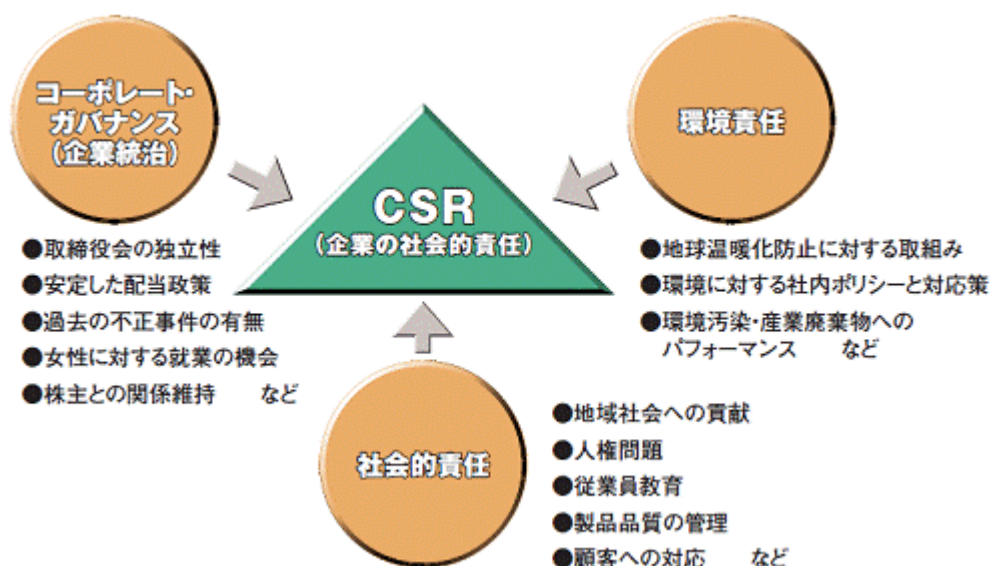 コーポレート・
ガバナンス
(企業統治)
●取締役会の独立性
●安定した配当政策
●過去の不正事件の有無
●女性に対する就業の機会
●株主との関係維持 など
CSR
(企業の社会的責任)
環境責任
●地球温暖化防止に対する取組み
●環境に対する社内ポリシーと対応策
●環境汚染・産業廃棄物への
パフォーマンス など
社会的責任
●地域社会への貢献
●人権問題
●従業員教育
●製品品質の管理
●顧客への対応 など